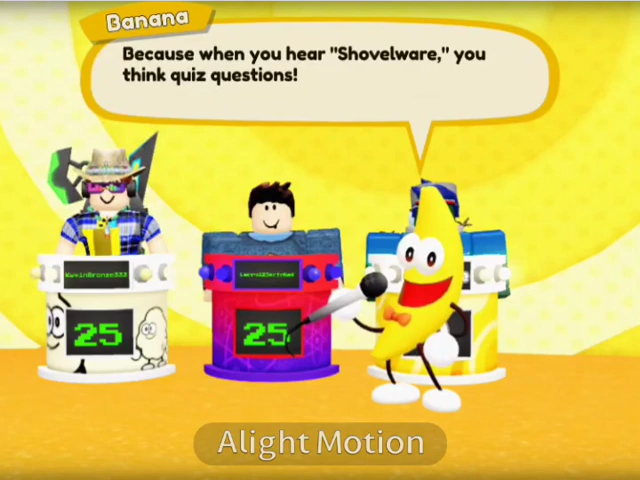 Banana
Because when you hear "Shovelware," you
think quiz questions!
25
25
Alight Motion